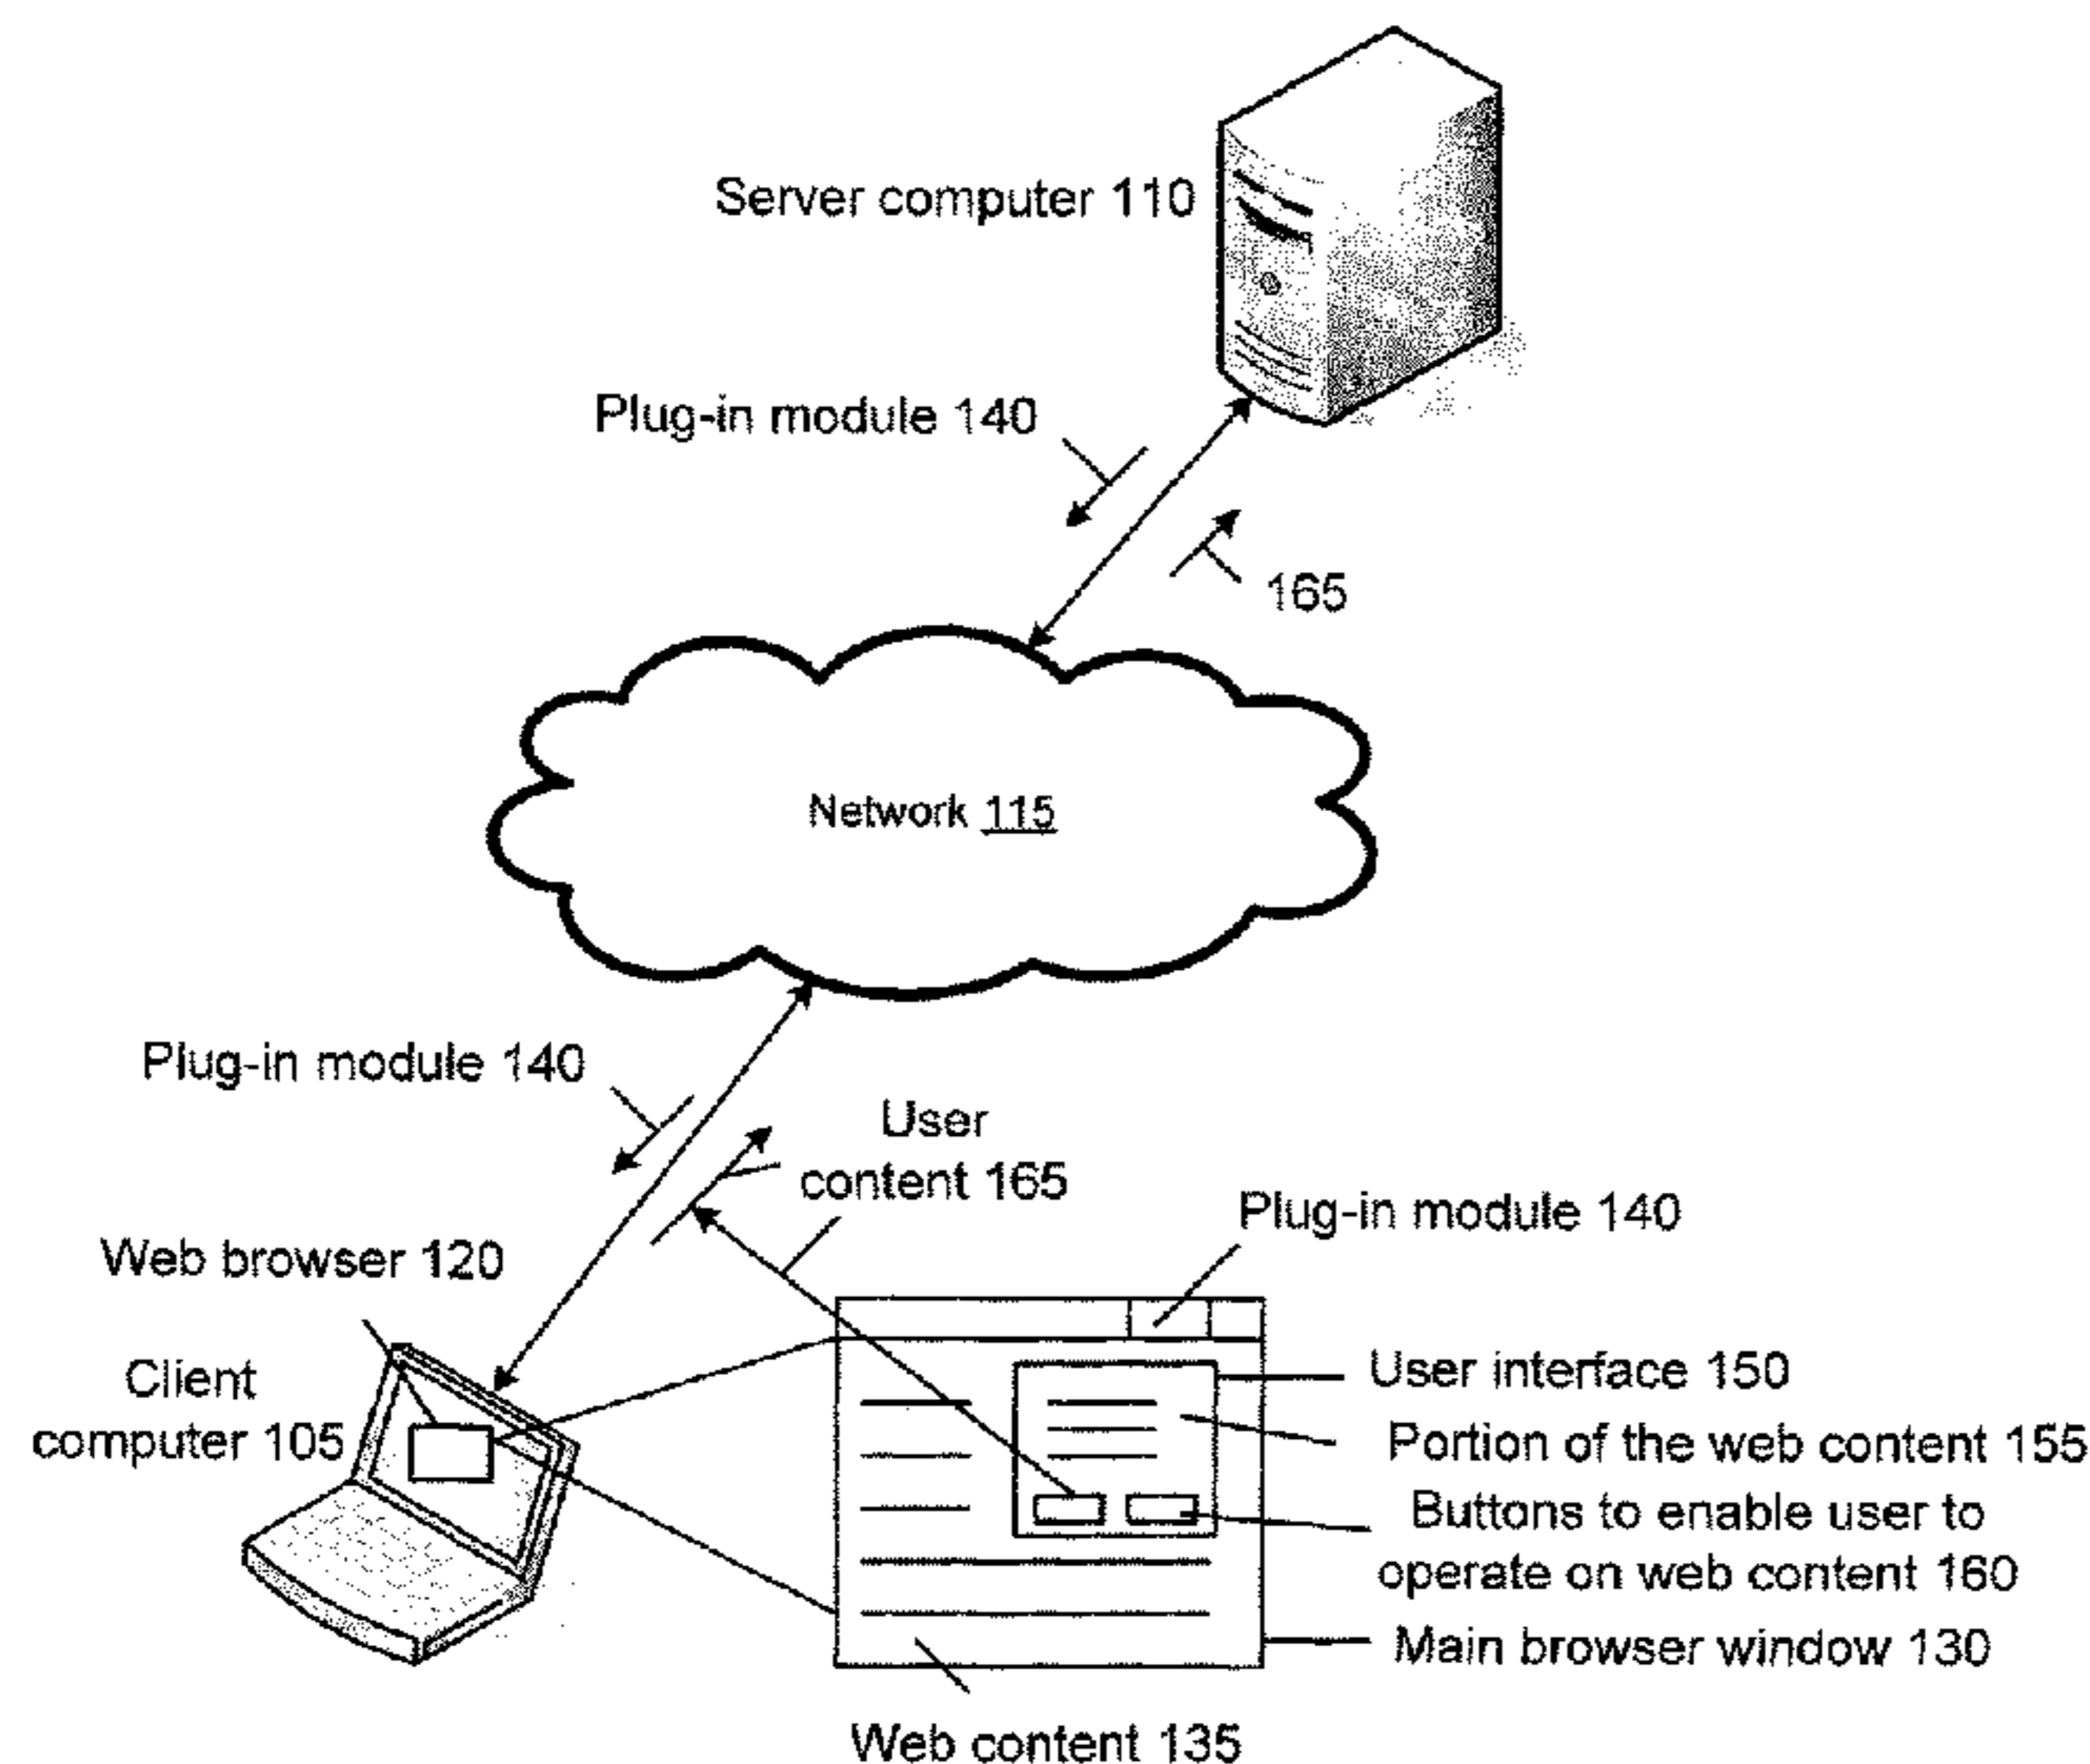 Server computer 110
Plug-in module 140
165
Network 115
Plug-in module 140
User
content 165
Plug-in module 140
Web browser 120
Client
computer 105
User interface 150
Portion of the web content 155
Buttons to enable user to
operate on web content 160
Main browser window 130
Web content 135